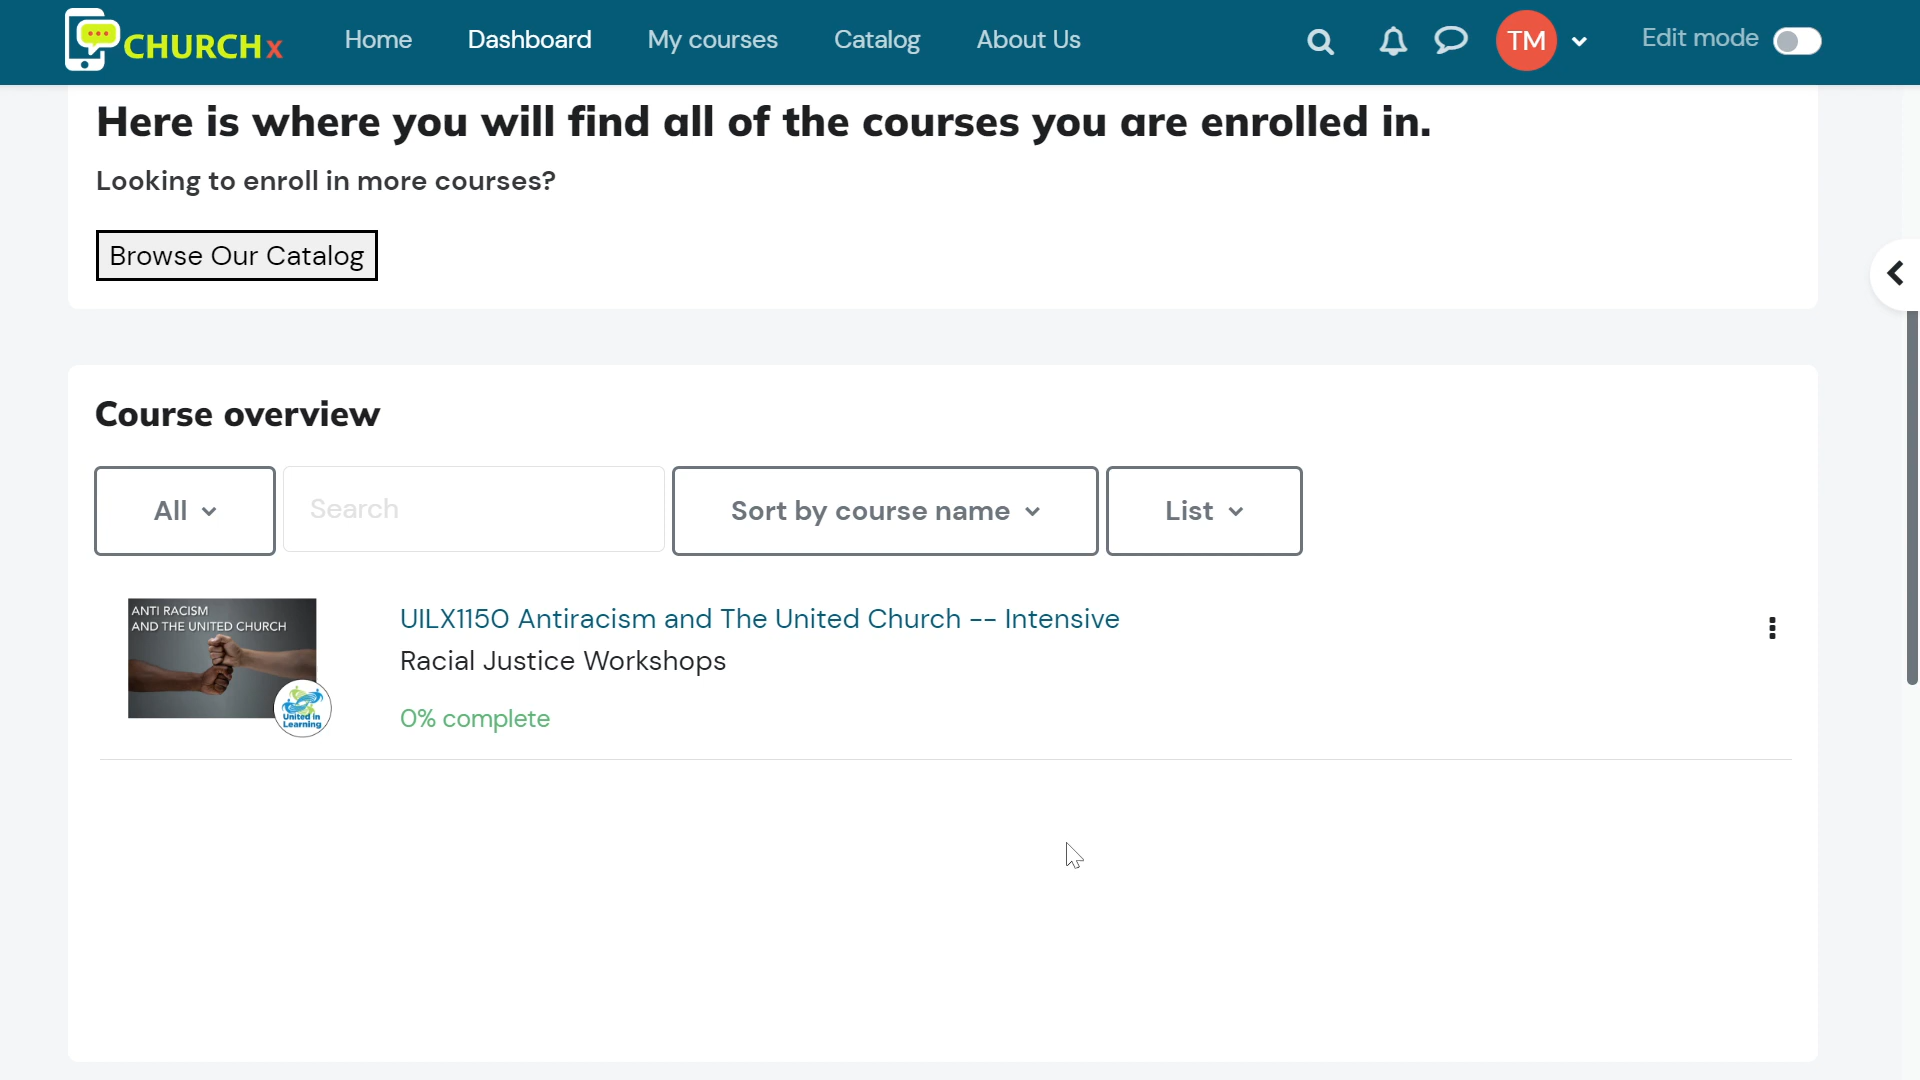 CHURCHx
Home
Dashboard
My courses
Catalog
About Us
TM
Edit mode
Here is where you will find all of the courses you are enrolled in.
Looking to enroll in more courses?
Browse Our Catalog
Course overview
All
Search
Sort by course name
List
ANTI RACISM
AND THE UNITED CHURCH
United in
Learning
UILX1150 Antiracism and The United Church -- Intensive
Racial Justice Workshops
0% complete